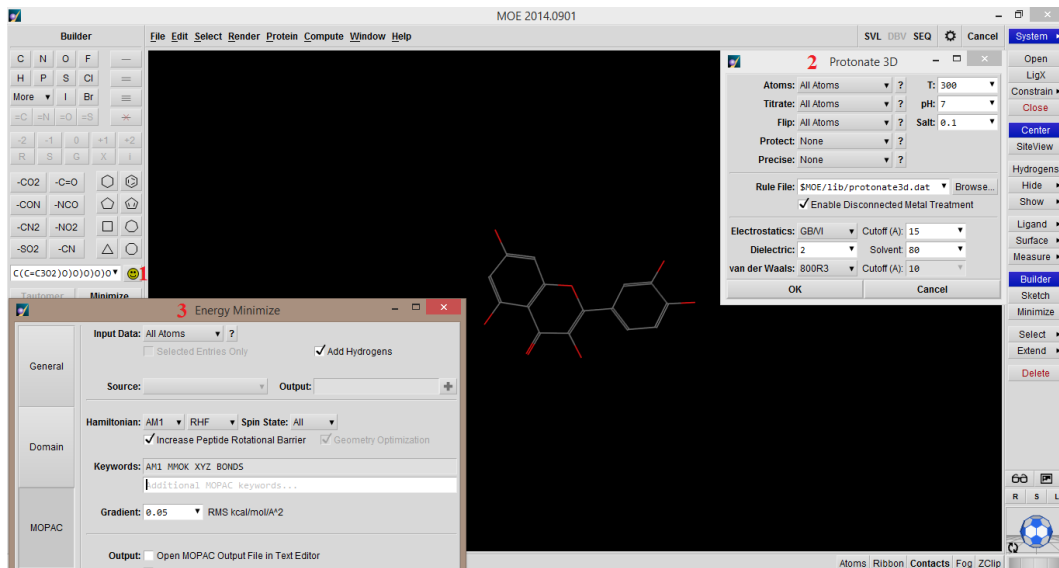 MOE 2014.0901
Builder
File Edit Select Render Protein Compute Window Help
SVL DBV SEQ Cancel
System
C N O F
H P S Cl
More I Br
=C =N =O =S
-2 -1 0 +1 +2
R S G X i
-CO2 -C=O
-CON -NCO
-CN2 -NO2
-SO2 -CN
C(C=C3O2)O)O)O)O)O 1
Tautomer Minimize
2 Protonate 3D
Atoms: All Atoms ? T: 300
Titrate: All Atoms ? pH: 7
Flip: All Atoms ? Salt: 0.1
Protect: None ?
Precise: None ?
Rule File: $MOE/lib/protonate3d.dat Browse...
Enable Disconnected Metal Treatment
Electrostatics: GB/VI Cutoff (A): 15
Dielectric: 2 Solvent: 80
van der Waals: 800R3 Cutoff (A): 10
OK Cancel
3 Energy Minimize
General
Domain
MOPAC
Input Data: All Atoms ?
Selected Entries Only Add Hydrogens
Source: Output:
Hamiltonian: AM1 RHF Spin State: All
Increase Peptide Rotational Barrier Geometry Optimization
Keywords: AM1 MMOK XYZ BONDS
Additional MOPAC keywords...
Gradient: 0.05 RMS kcal/mol/A^2
Output: Open MOPAC Output File in Text Editor
Open
LigX
Constrain
Close
Center
SiteView
Hydrogens
Hide
Show
Ligand
Surface
Measure
Builder
Sketch
Minimize
Select
Extend
Delete
R S L
Atoms Ribbon Contacts Fog ZClip